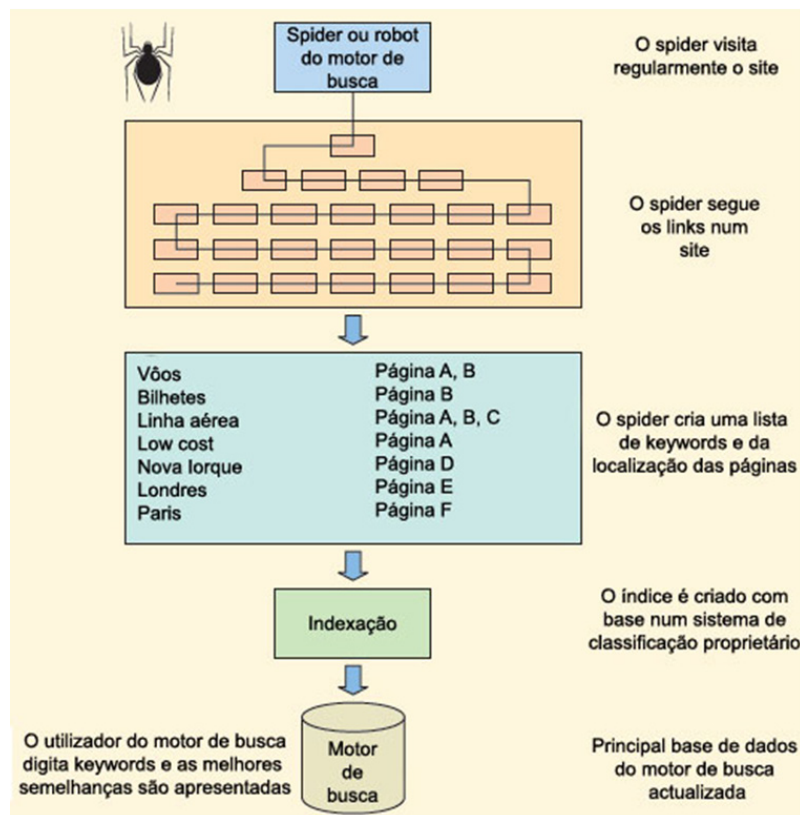 Spider ou robot
do motor de
busca
O spider visita
regularmente o site
O spider segue
os links num
site
Vôos Página A, B
Bilhetes Página B
Linha aérea Página A, B, C
Low cost Página A
Nova Iorque Página D
Londres Página E
Paris Página F
O spider cria uma lista
de keywords e da
localização das páginas
Indexação
O índice é criado com
base num sistema de
classificação proprietário
O utilizador do motor de busca
digita keywords e as melhores
semelhanças são apresentadas
Motor
de
busca
Principal base de dados
do motor de busca
actualizada